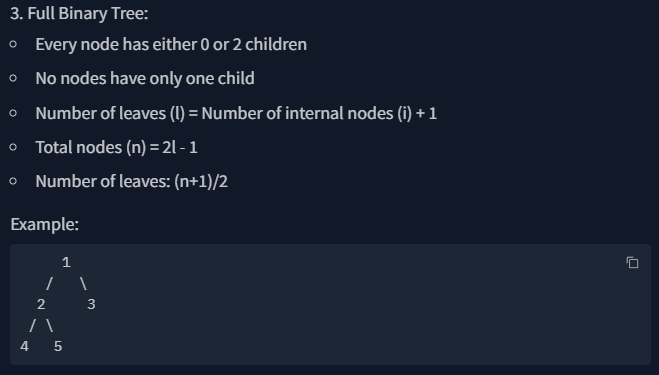 3. Full Binary Tree:
○ Every node has either 0 or 2 children
○ No nodes have only one child
○ Number of leaves (l) = Number of internal nodes (i) + 1
○ Total nodes (n) = 2l - 1
○ Number of leaves: (n+1)/2
Example:
      1
    /   \
   2     3
  / \
 4   5